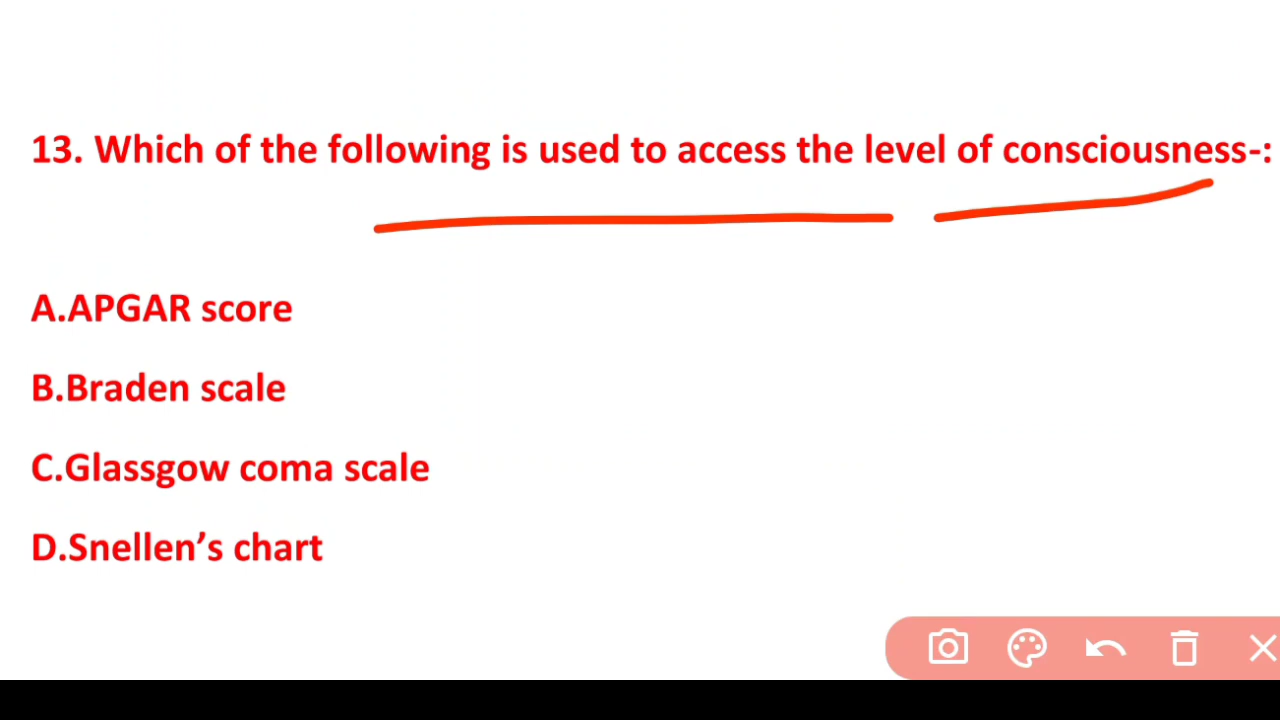 13. Which of the following is used to access the level of consciousness-:
A.APGAR score
B.Braden scale
C.Glassgow coma scale
D.Snellen’s chart